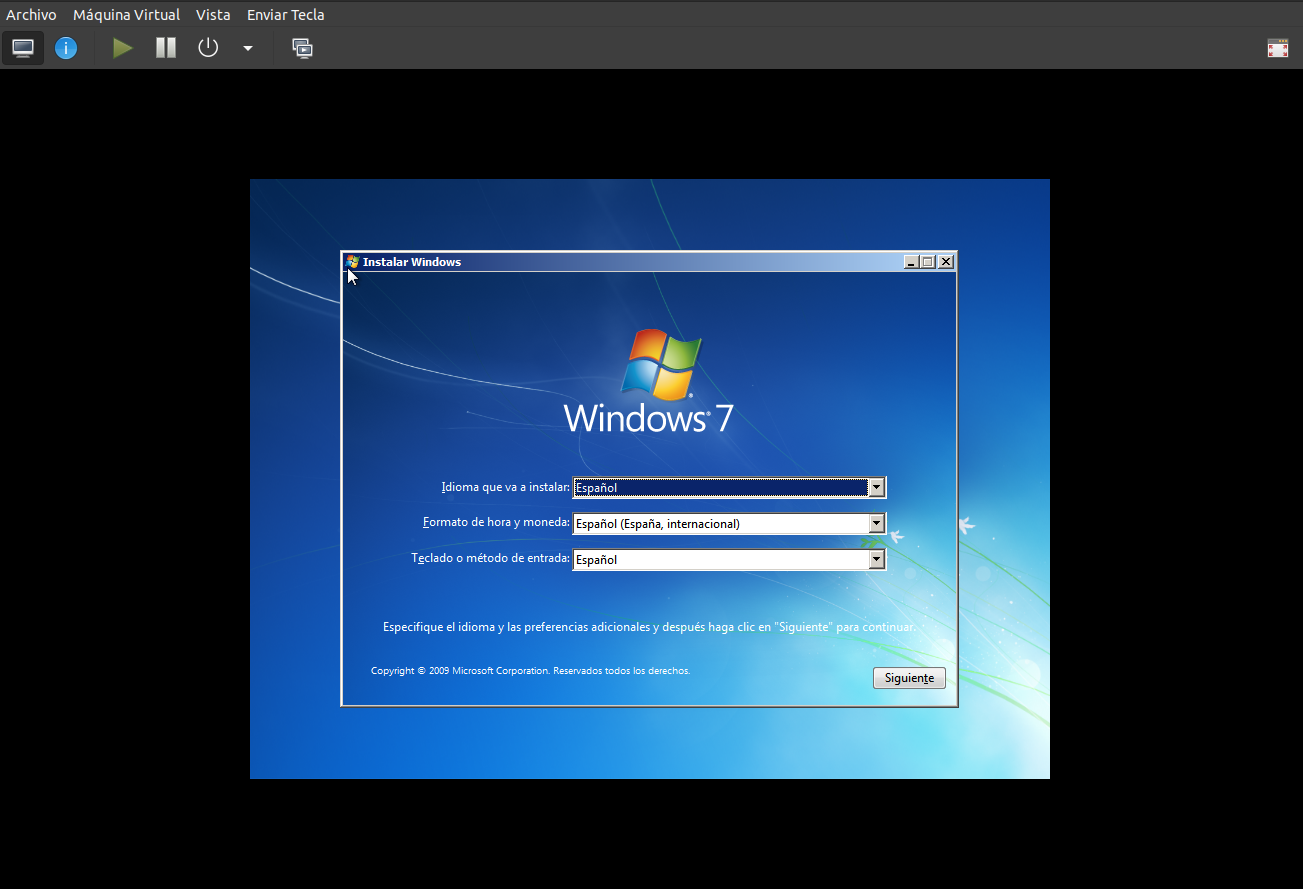 Archivo Máquina Virtual Vista Enviar Tecla
Instalar Windows
Windows® 7
Idioma que va a instalar: Español
Formato de hora y moneda: Español (España, internacional)
Teclado o método de entrada: Español
Especifique el idioma y las preferencias adicionales y después haga clic en "Siguiente" para continuar.
Copyright © 2009 Microsoft Corporation. Reservados todos los derechos.
Siguiente